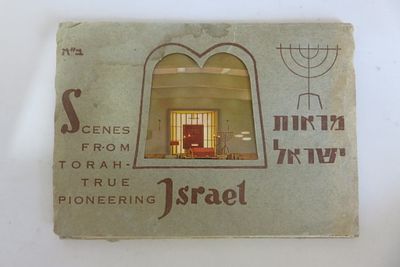 ב"ה
SCENES
FROM
TORAH-
TRUE
PIONEERING Israel
מראות
ישראל